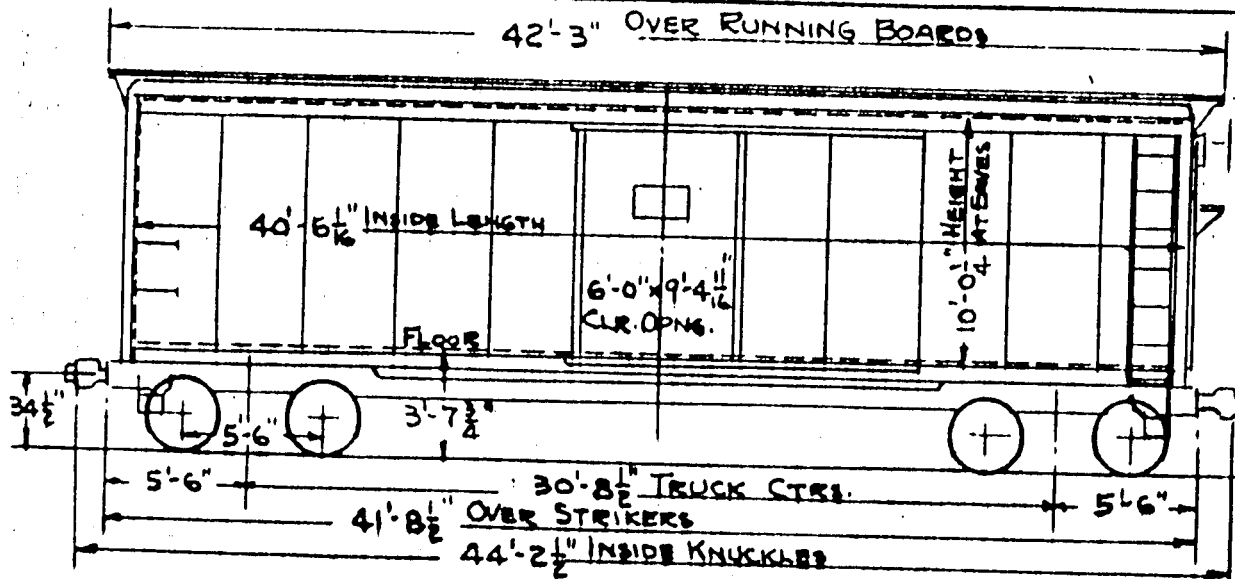 42'-3" OVER RUNNING BOARDS
40'-6 1/16" INSIDE LENGTH
10'-0 1/4" HEIGHT
AT EAVES
6'-0" x 9'-4 11/16"
CLR. OPNG.
FLOOR
34 1/2"
5'-6"
3'-7 3/4"
5'-6"
30'-8 1/2" TRUCK CTRS.
5'-6"
41'-8 1/2" OVER STRIKERS
44'-2 1/2" INSIDE KNUCKLES